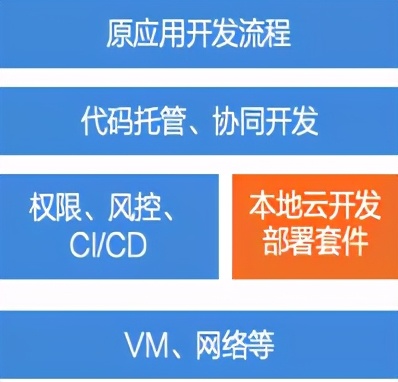 原应用开发流程
代码托管、协同开发
权限、风控、
CI/CD
本地云开发
部署套件
VM、网络等